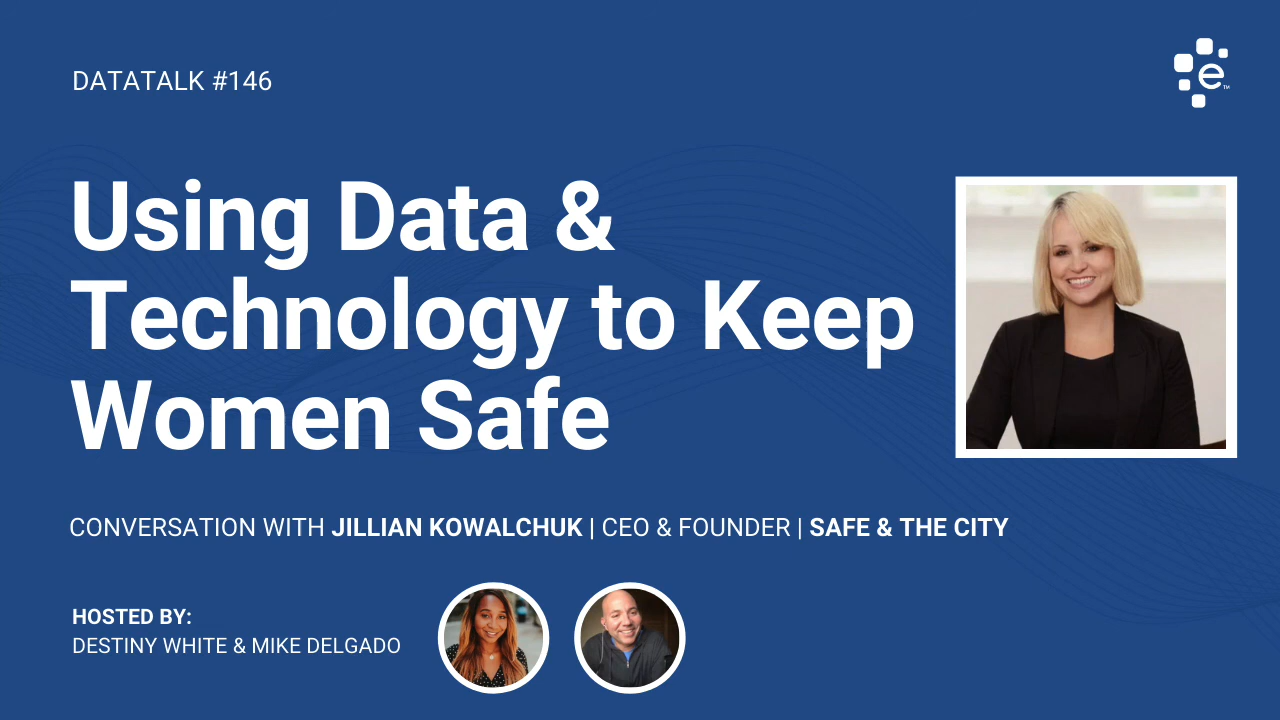 DATATALK #146
e™
Using Data &
Technology to Keep
Women Safe
CONVERSATION WITH JILLIAN KOWALCHUK | CEO & FOUNDER | SAFE & THE CITY
HOSTED BY:
DESTINY WHITE & MIKE DELGADO